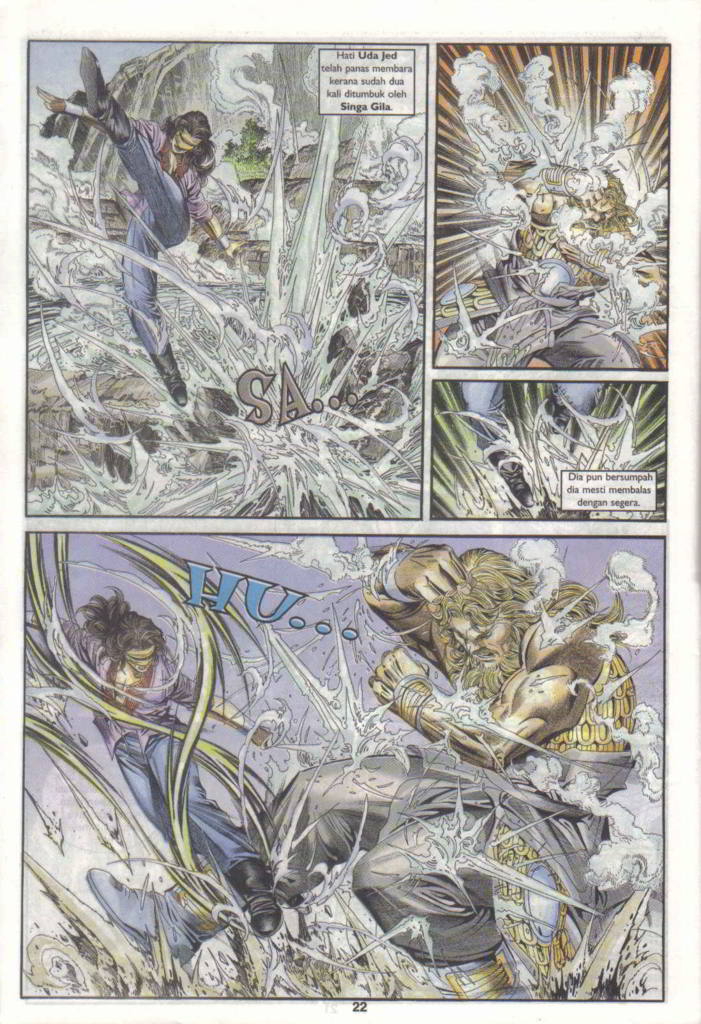 Hati Uda Jed
telah panas membara
kerana sudah dua
kali ditumbuk oleh
Singa Gila.
SA...
Dia pun bersumpah
dia mesti membalas
dengan segera.
HU...
22